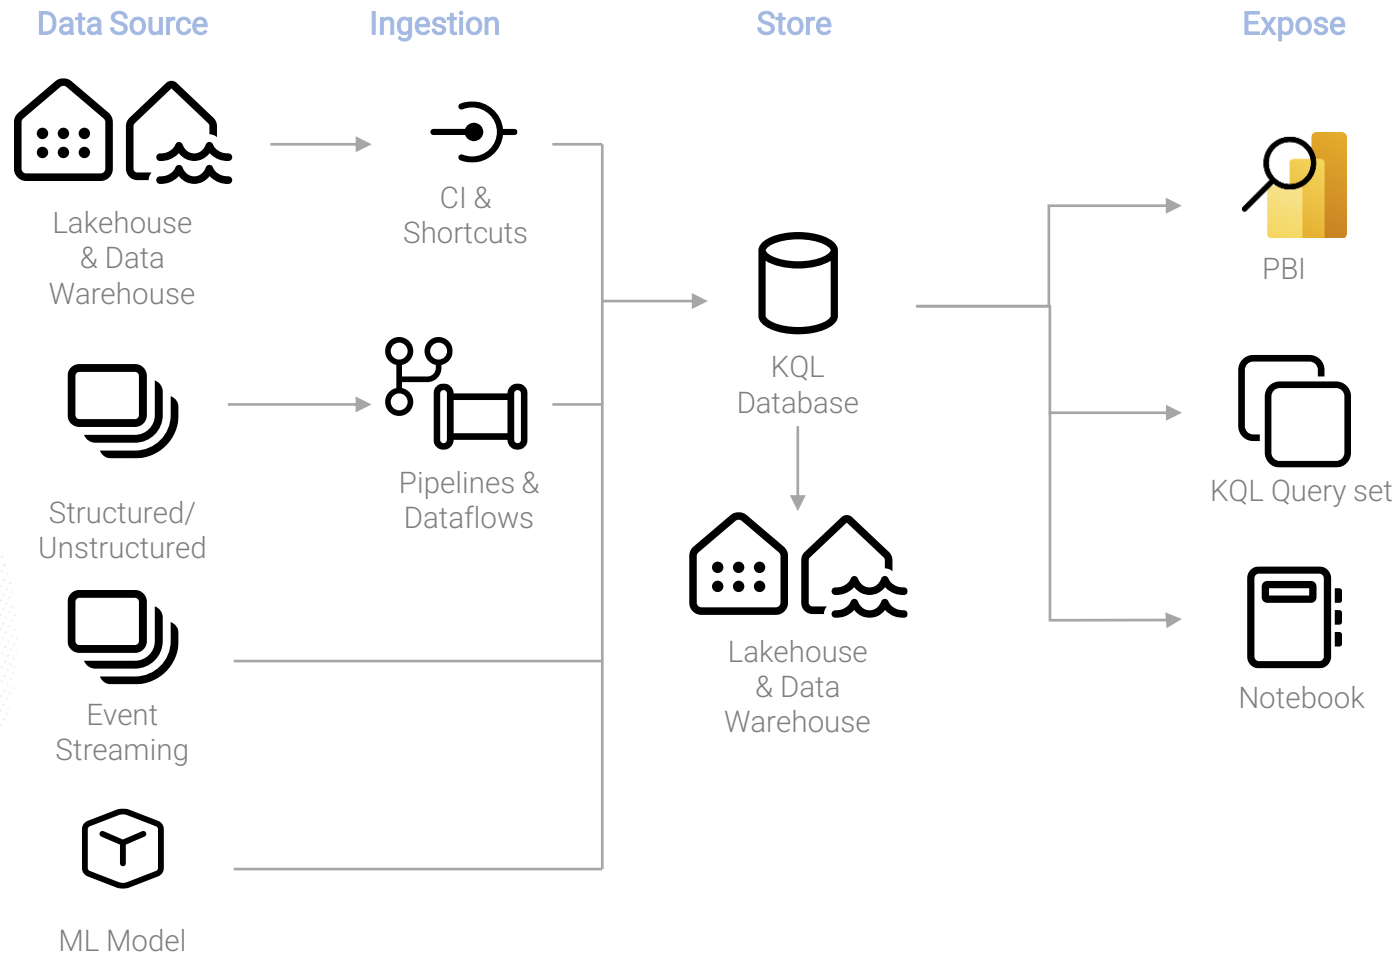 Data Source
Ingestion
Store
Expose
Lakehouse
& Data
Warehouse
CI &
Shortcuts
PBI
Structured/
Unstructured
Pipelines &
Dataflows
KQL
Database
KQL Query set
Event
Streaming
Lakehouse
& Data
Warehouse
Notebook
ML Model